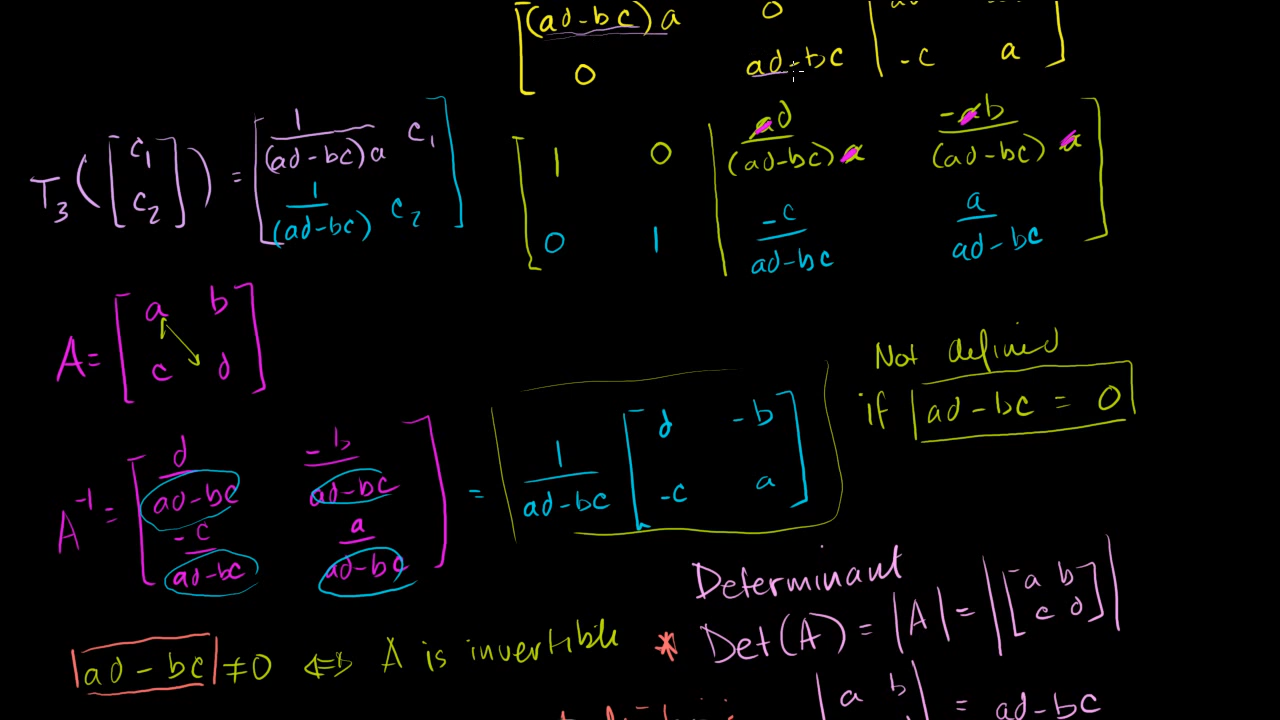 [(ad-bc)a 0 |
0 ad-bc | -c a]
T₃([c₁
c₂]) = [1/((ad-bc)a) c₁
1/(ad-bc) c₂]
[1 0 | ad/((ad-bc)a) -ab/((ad-bc)a)
0 1 | -c/(ad-bc) a/(ad-bc)]
A = [a b
c d]
Not defined
if ad-bc = 0
A⁻¹ = [d/(ad-bc) -b/(ad-bc)
-c/(ad-bc) a/(ad-bc)] = 1/(ad-bc) [d -b
-c a]
Determinant
Det(A) = |A| = |[a b
c d]|
ad-bc ≠ 0 ⇔ A is invertible *
|a b| = ad-bc